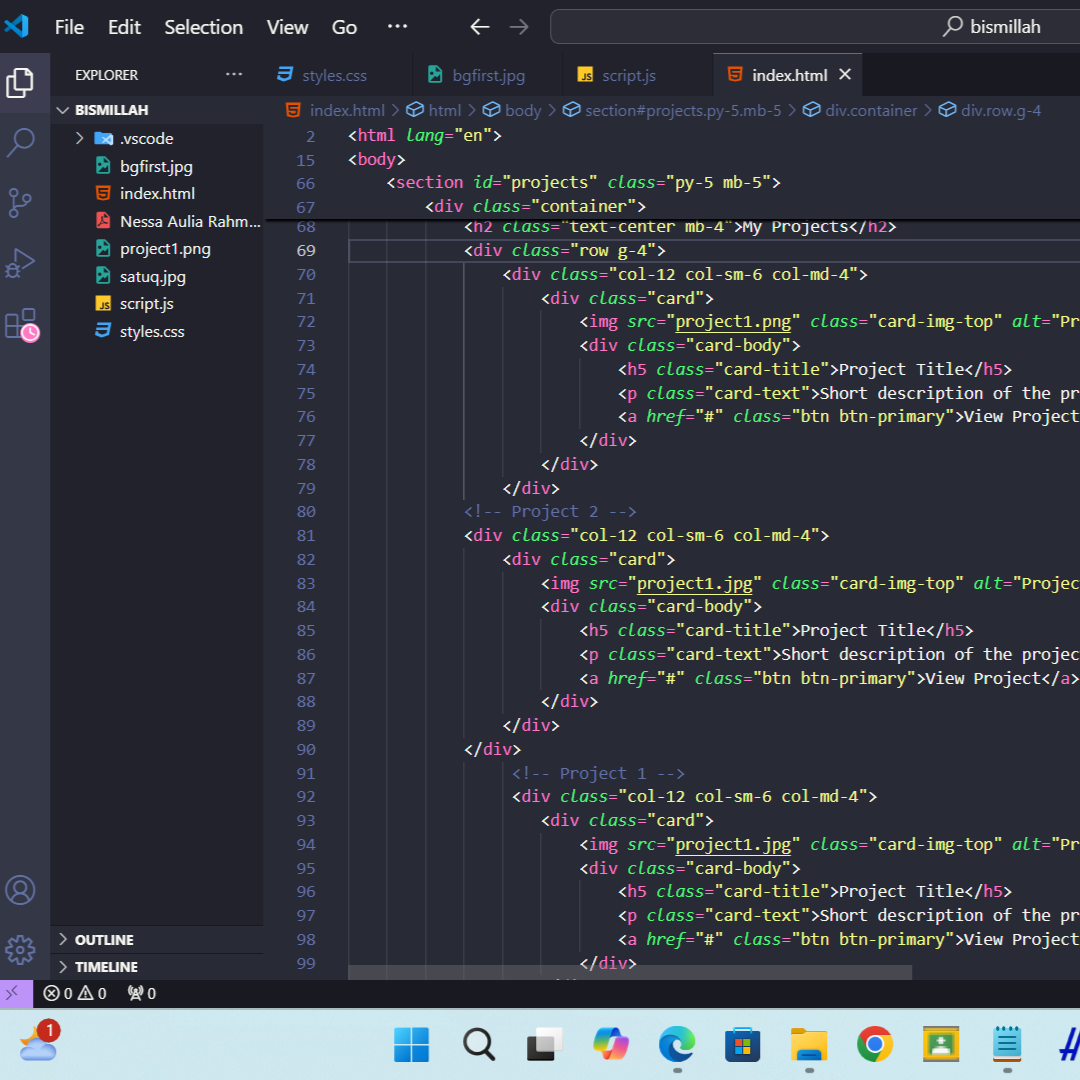 File Edit Selection View Go ··· bismillah
EXPLORER ···
BISMILLAH
.vscode
bgfirst.jpg
index.html
Nessa Aulia Rahm...
project1.png
satuq.jpg
script.js
styles.css
OUTLINE
TIMELINE
styles.css bgfirst.jpg JS script.js index.html
index.html > html > body > section#projects.py-5.mb-5 > div.container > div.row.g-4
2 <html lang="en">
15 <body>
66 <section id="projects" class="py-5 mb-5">
67 <div class="container">
68 <h2 class="text-center mb-4">My Projects</h2>
69 <div class="row g-4">
70 <div class="col-12 col-sm-6 col-md-4">
71 <div class="card">
72 <img src="project1.png" class="card-img-top" alt="Pr
73 <div class="card-body">
74 <h5 class="card-title">Project Title</h5>
75 <p class="card-text">Short description of the pr
76 <a href="#" class="btn btn-primary">View Project
77 </div>
78 </div>
79 </div>
80 <!-- Project 2 -->
81 <div class="col-12 col-sm-6 col-md-4">
82 <div class="card">
83 <img src="project1.jpg" class="card-img-top" alt="Projec
84 <div class="card-body">
85 <h5 class="card-title">Project Title</h5>
86 <p class="card-text">Short description of the projec
87 <a href="#" class="btn btn-primary">View Project</a>
88 </div>
89 </div>
90 </div>
91 <!-- Project 1 -->
92 <div class="col-12 col-sm-6 col-md-4">
93 <div class="card">
94 <img src="project1.jpg" class="card-img-top" alt="Pr
95 <div class="card-body">
96 <h5 class="card-title">Project Title</h5>
97 <p class="card-text">Short description of the pr
98 <a href="#" class="btn btn-primary">View Project
99 </div>
0 0 0
1